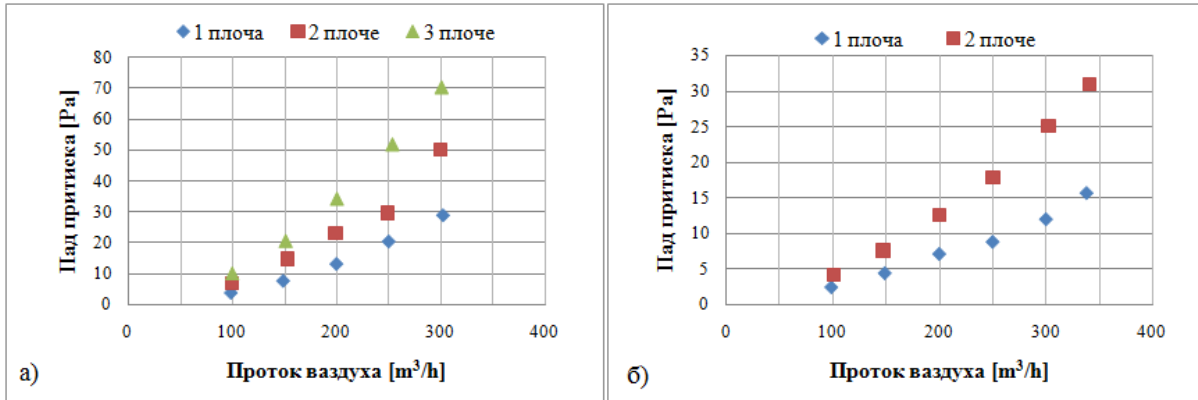 1 плоча 2 плоче 3 плоче
80
70
60
50
40
30
20
10
0
Пад притиска [Pa]
0 100 200 300 400
Проток ваздуха [m³/h]
а)
1 плоча 2 плоче
35
30
25
20
15
10
5
0
Пад притиска [Pa]
0 100 200 300 400
Проток ваздуха [m³/h]
б)